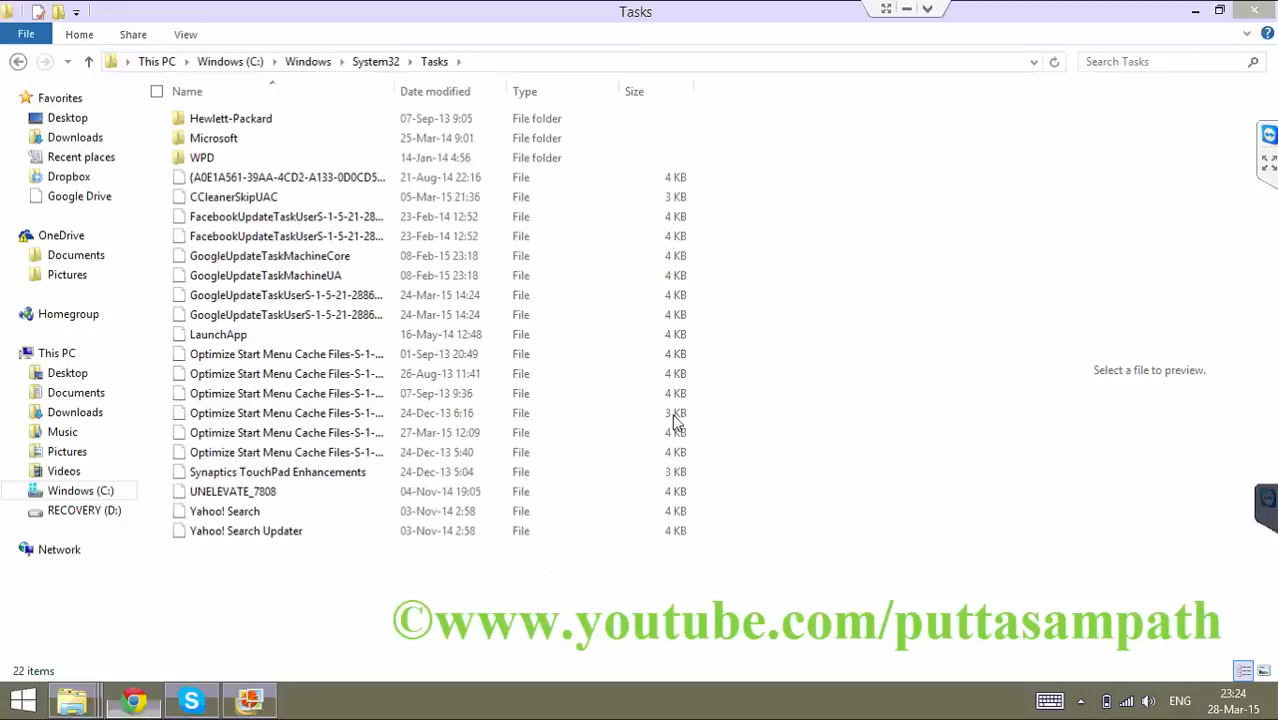 Tasks
File Home Share View
This PC Windows (C:) Windows System32 Tasks
Search Tasks
Name Date modified Type Size
Favorites
Desktop
Downloads
Recent places
Dropbox
Google Drive
OneDrive
Documents
Pictures
Homegroup
This PC
Desktop
Documents
Downloads
Music
Pictures
Videos
Windows (C:)
RECOVERY (D:)
Network
Hewlett-Packard 07-Sep-13 9:05 File folder
Microsoft 25-Mar-14 9:01 File folder
WPD 14-Jan-14 4:56 File folder
{A0E1A561-39AA-4CD2-A133-0D0CD5... 21-Aug-14 22:16 File 4 KB
CCleanerSkipUAC 05-Mar-15 21:36 File 3 KB
FacebookUpdateTaskUserS-1-5-21-28... 23-Feb-14 12:52 File 4 KB
FacebookUpdateTaskUserS-1-5-21-28... 23-Feb-14 12:52 File 4 KB
GoogleUpdateTaskMachineCore 08-Feb-15 23:18 File 4 KB
GoogleUpdateTaskMachineUA 08-Feb-15 23:18 File 4 KB
GoogleUpdateTaskUserS-1-5-21-2886... 24-Mar-15 14:24 File 4 KB
GoogleUpdateTaskUserS-1-5-21-2886... 24-Mar-15 14:24 File 4 KB
LaunchApp 16-May-14 12:48 File 4 KB
Optimize Start Menu Cache Files-S-1-... 01-Sep-13 20:49 File 4 KB
Optimize Start Menu Cache Files-S-1-... 26-Aug-13 11:41 File 4 KB
Optimize Start Menu Cache Files-S-1-... 07-Sep-13 9:36 File 4 KB
Optimize Start Menu Cache Files-S-1-... 24-Dec-13 6:16 File 3 KB
Optimize Start Menu Cache Files-S-1-... 27-Mar-15 12:09 File 4 KB
Optimize Start Menu Cache Files-S-1-... 24-Dec-13 5:40 File 4 KB
Synaptics TouchPad Enhancements 24-Dec-13 5:04 File 3 KB
UNELEVATE_7808 04-Nov-14 19:05 File 4 KB
Yahoo! Search 03-Nov-14 2:58 File 4 KB
Yahoo! Search Updater 03-Nov-14 2:58 File 4 KB
Select a file to preview.
©www.youtube.com/puttasampath
22 items
ENG
23:24
28-Mar-15